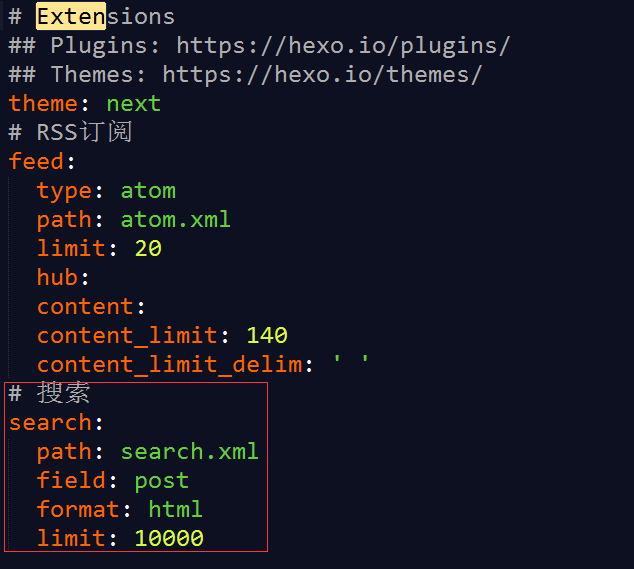 # Extensions
## Plugins: https://hexo.io/plugins/
## Themes: https://hexo.io/themes/
theme: next
# RSS订阅
feed:
  type: atom
  path: atom.xml
  limit: 20
  hub:
  content:
  content_limit: 140
  content_limit_delim: ' '
# 搜索
search:
  path: search.xml
  field: post
  format: html
  limit: 10000